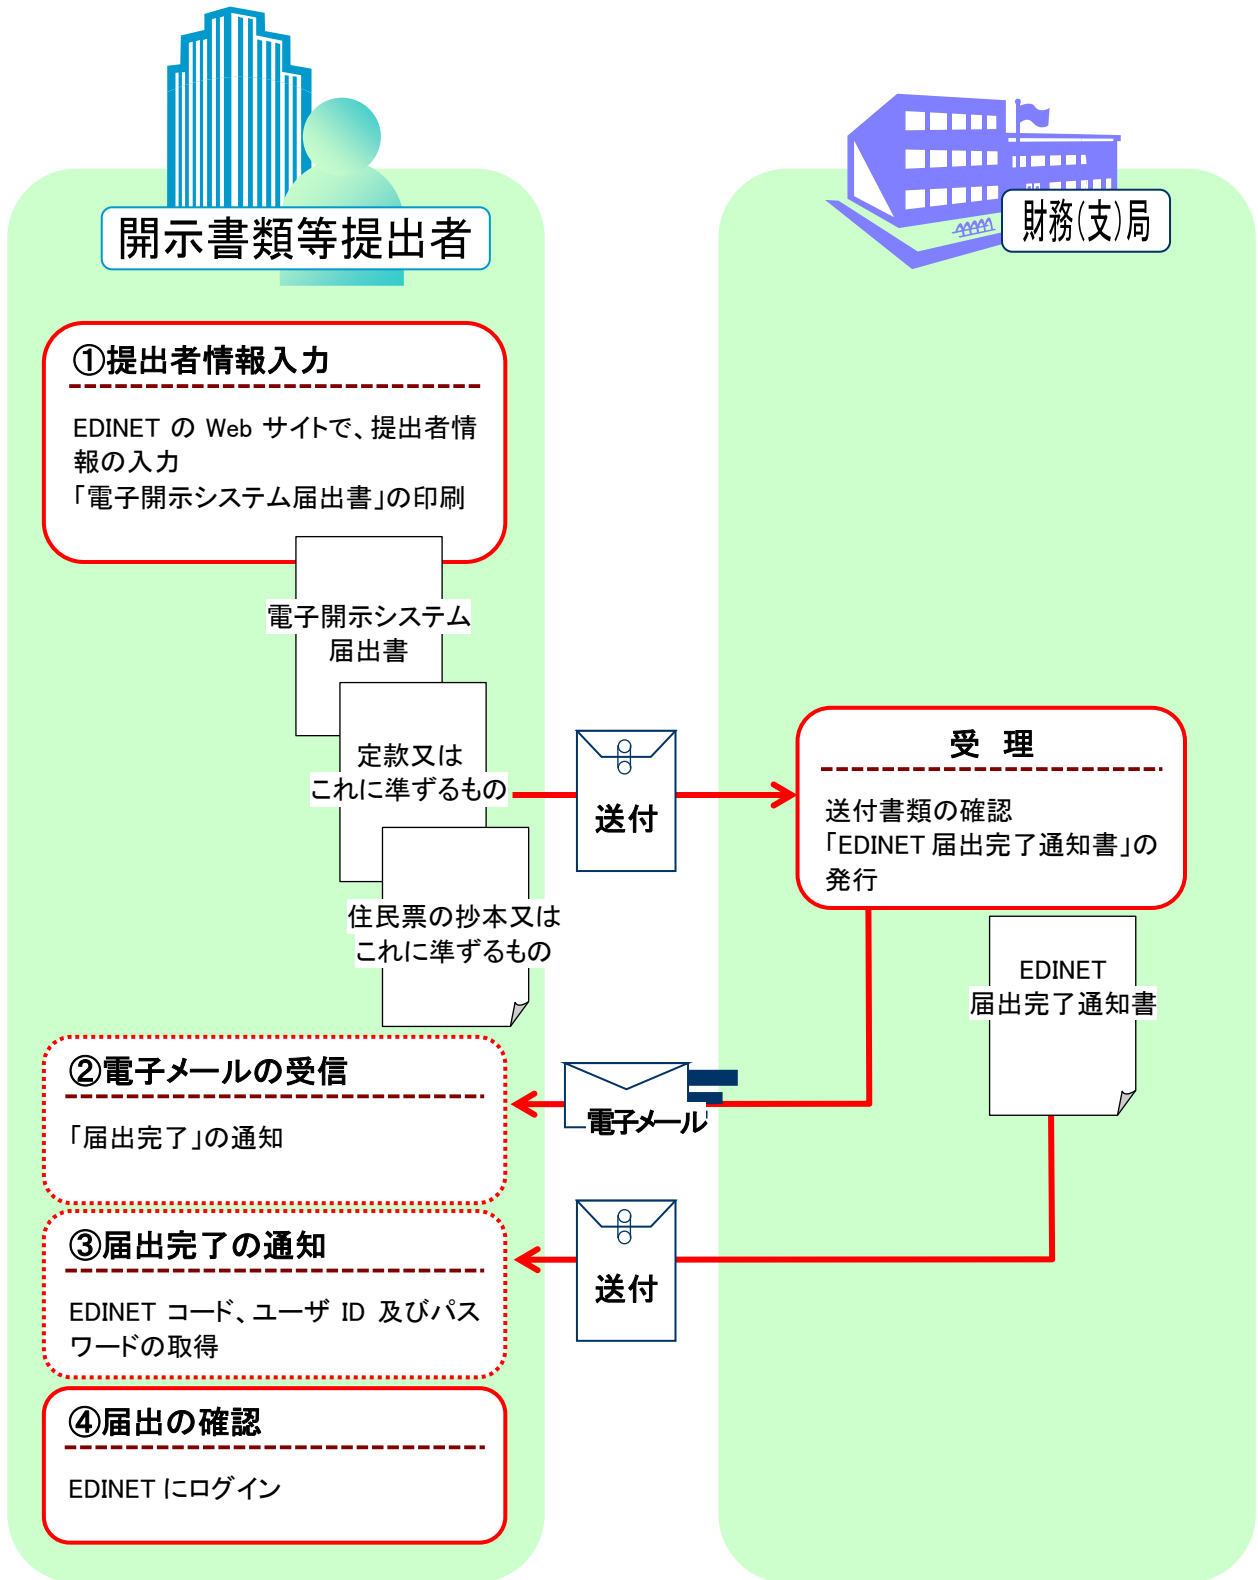 開示書類等提出者
財務(支)局
①提出者情報入力
EDINET の Web サイトで、提出者情
報の入力
「電子開示システム届出書」の印刷
電子開示システム
届出書
定款又は
これに準ずるもの
住民票の抄本又は
これに準ずるもの
送付
受 理
送付書類の確認
「EDINET 届出完了通知書」の
発行
EDINET
届出完了通知書
②電子メールの受信
「届出完了」の通知
電子メール
③届出完了の通知
EDINET コード、ユーザ ID 及びパス
ワードの取得
送付
④届出の確認
EDINET にログイン